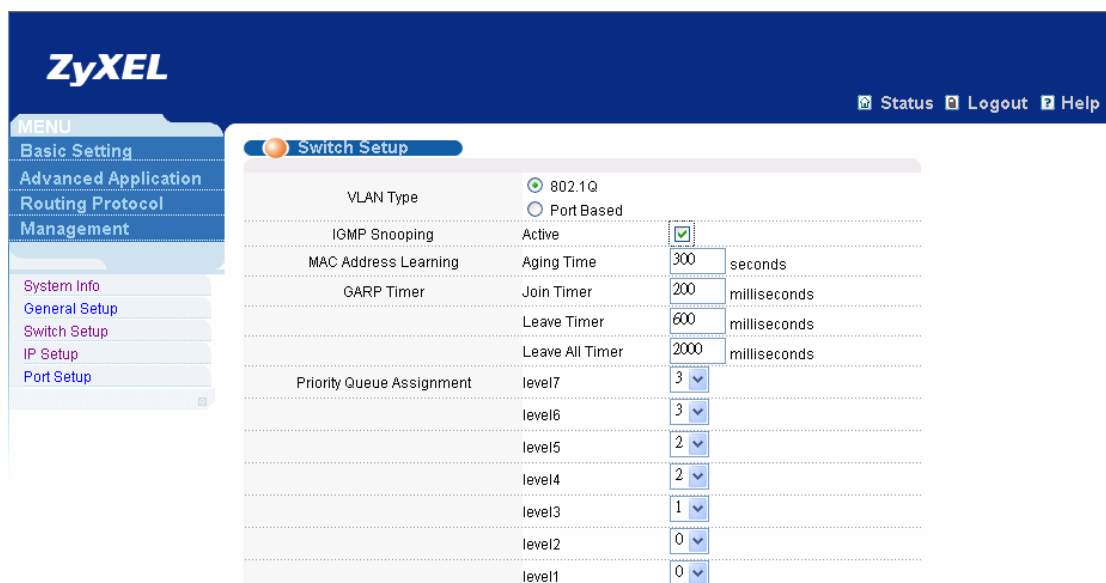 ZyXEL
Status Logout Help
MENU
Basic Setting
Advanced Application
Routing Protocol
Management
System Info
General Setup
Switch Setup
IP Setup
Port Setup
Switch Setup
VLAN Type 802.1Q
Port Based
IGMP Snooping Active
MAC Address Learning Aging Time 300 seconds
GARP Timer Join Timer 200 milliseconds
Leave Timer 600 milliseconds
Leave All Timer 2000 milliseconds
Priority Queue Assignment level7 3
level6 3
level5 2
level4 2
level3 1
level2 0
level1 0